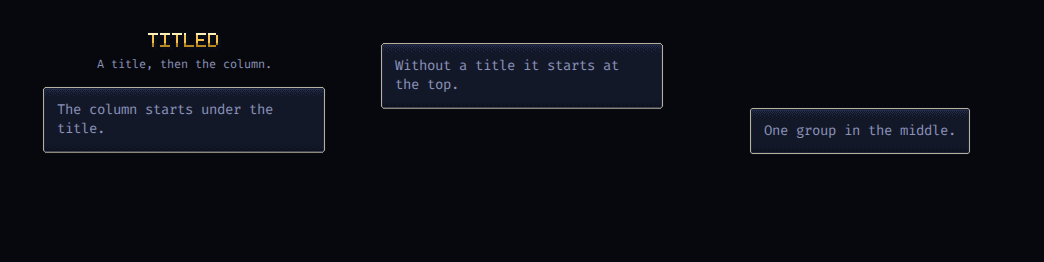 TITLED
A title, then the column.
The column starts under the
title.
Without a title it starts at
the top.
One group in the middle.